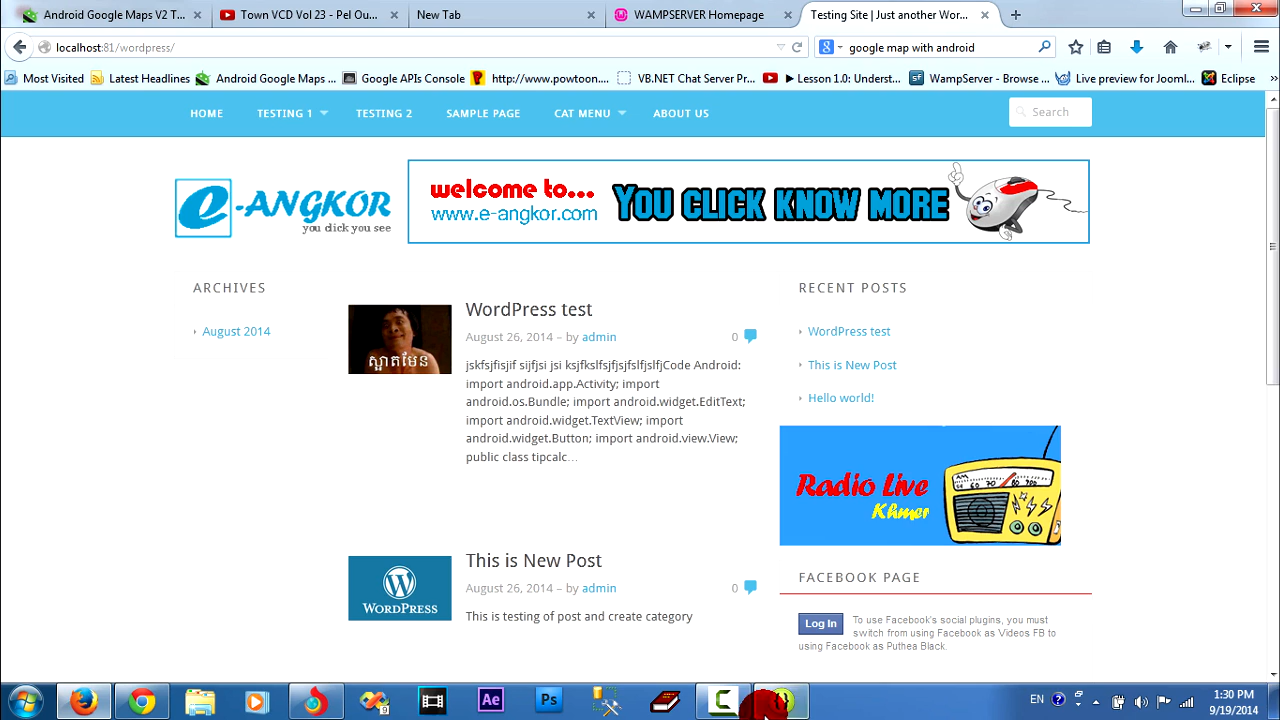 Android Google Maps V2 T...
Town VCD Vol 23 - Pel Ou...
New Tab
WAMPSERVER Homepage
Testing Site | Just another Wor...
localhost:81/wordpress/
google map with android
Most Visited
Latest Headlines
Android Google Maps ...
Google APIs Console
http://www.powtoon....
VB.NET Chat Server Pr...
► Lesson 1.0: Underst...
WampServer - Browse ...
Live preview for Jooml...
Eclipse
HOME
TESTING 1
TESTING 2
SAMPLE PAGE
CAT MENU
ABOUT US
Search
e-ANGKOR
you click you see
welcome to...
www.e-angkor.com
YOU CLICK KNOW MORE
ARCHIVES
August 2014
ស្អាតមែន
WordPress test
August 26, 2014 – by admin
0
jskfsjfisjif sijfjsi jsi ksjfkslfsjfjsjfslfjslfjCode Android:
import android.app.Activity; import
android.os.Bundle; import android.widget.EditText;
import android.widget.TextView; import
android.widget.Button; import android.view.View;
public class tipcalc…
WORDPRESS
This is New Post
August 26, 2014 – by admin
0
This is testing of post and create category
RECENT POSTS
WordPress test
This is New Post
Hello world!
Radio Live
Khmer
FACEBOOK PAGE
Log In
To use Facebook's social plugins, you must
switch from using Facebook as Videos FB to
using Facebook as Puthea Black.
Ae
Ps
EN
1:30 PM
9/19/2014